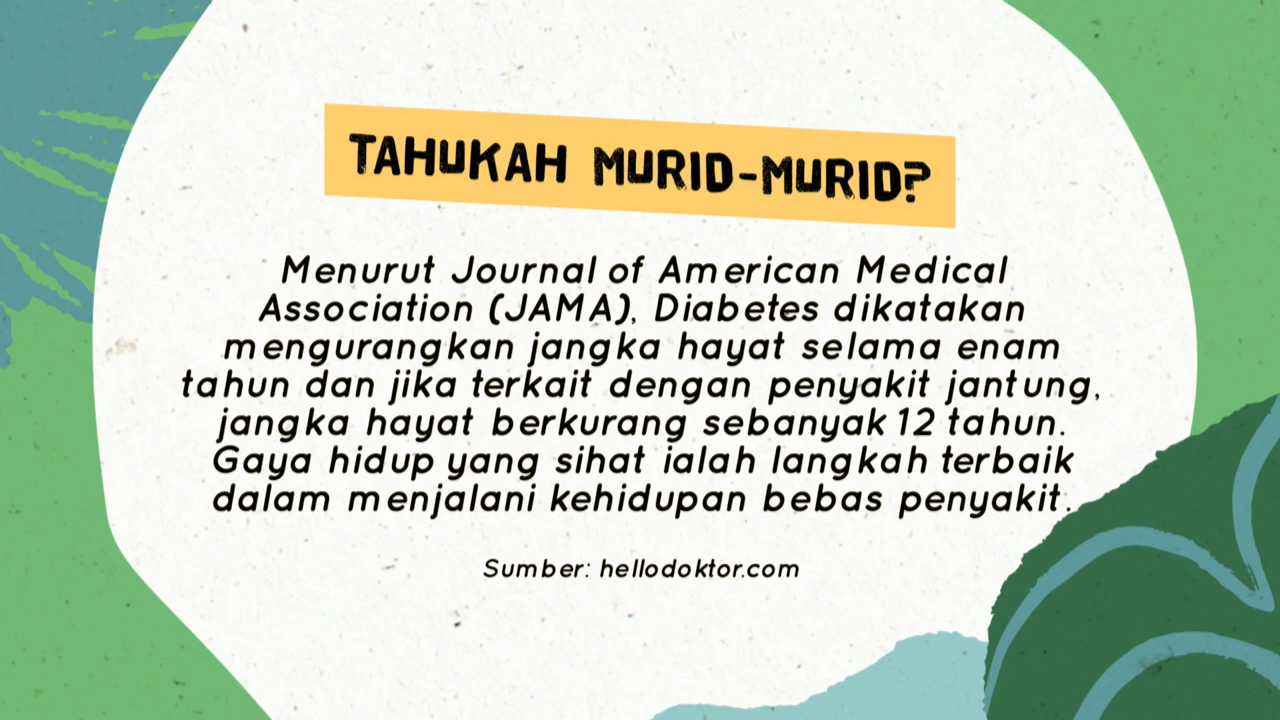 TAHUKAH MURID-MURID?
Menurut Journal of American Medical
Association (JAMA), Diabetes dikatakan
mengurangkan jangka hayat selama enam
tahun dan jika terkait dengan penyakit jantung,
jangka hayat berkurang sebanyak 12 tahun.
Gaya hidup yang sihat ialah langkah terbaik
dalam menjalani kehidupan bebas penyakit.
Sumber: hellodoktor.com